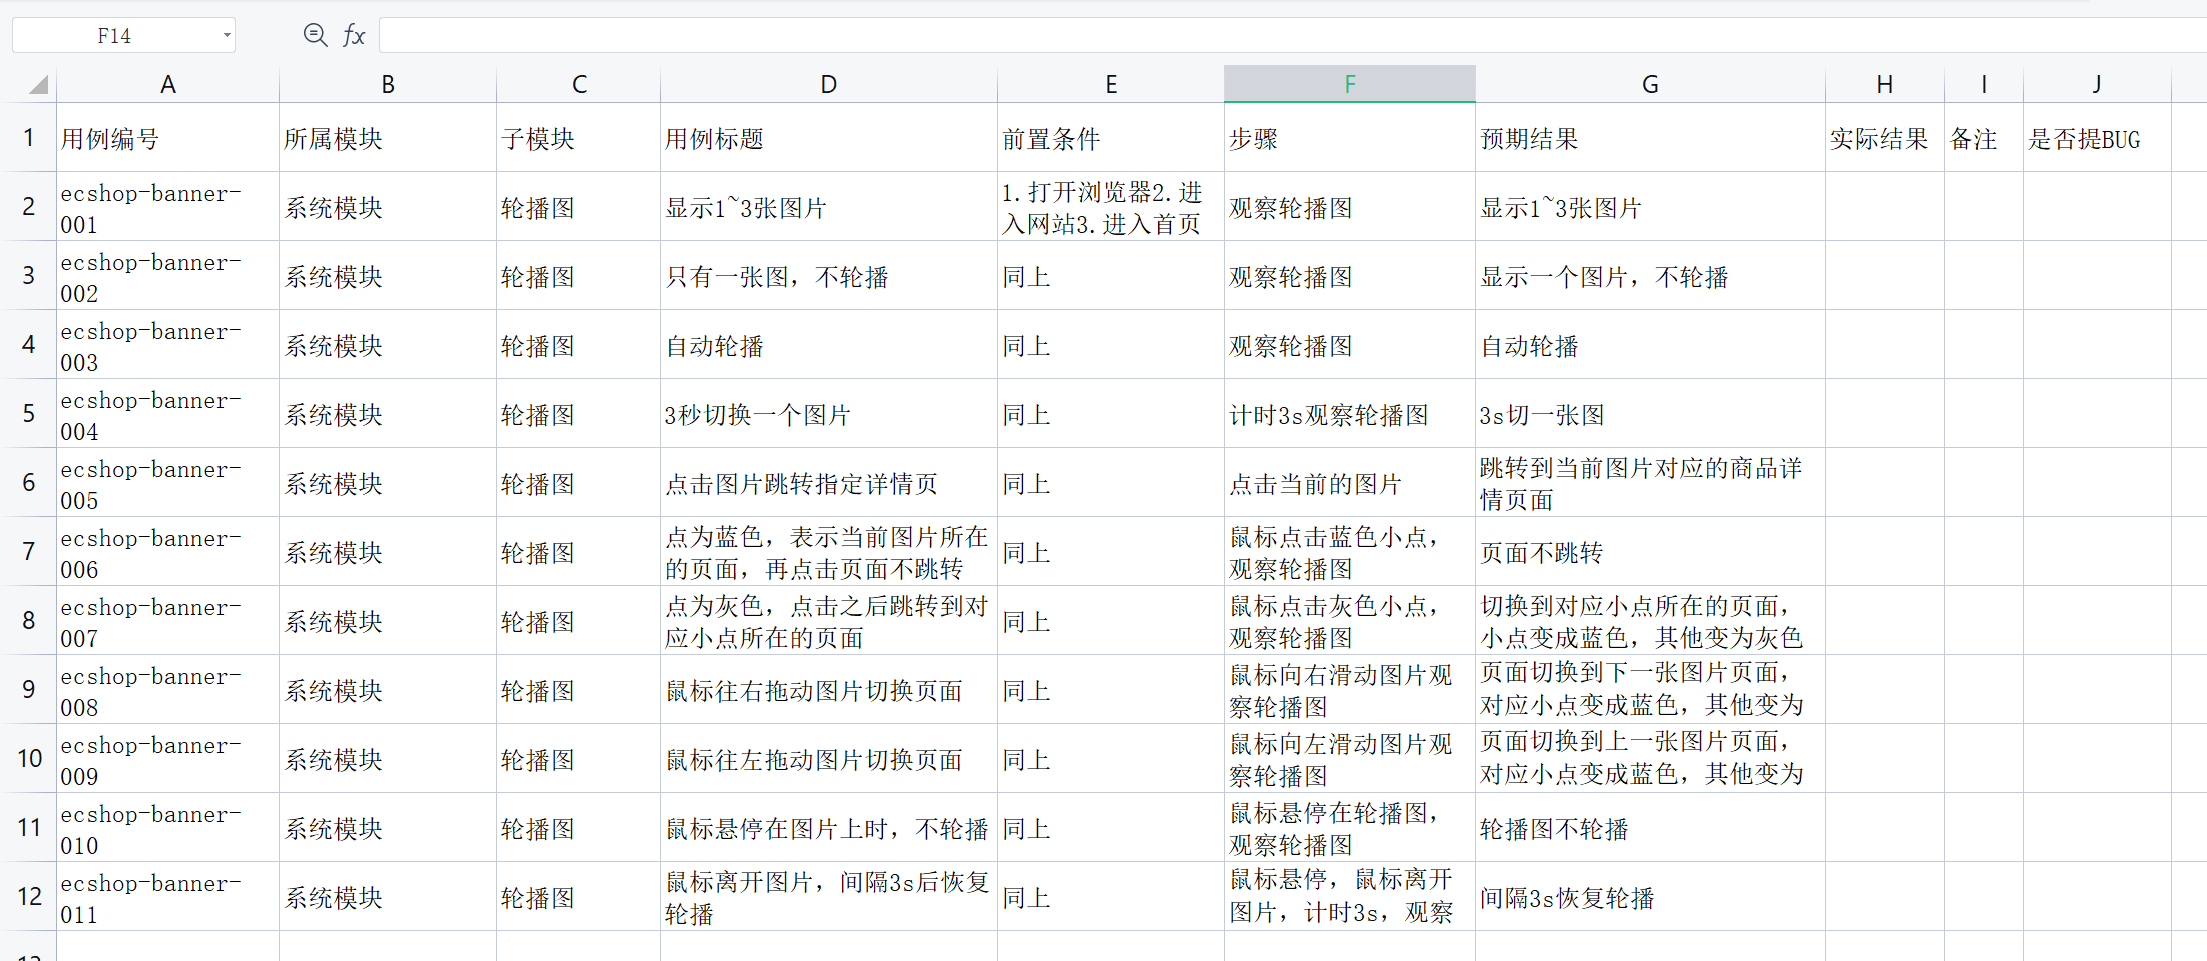 F14
fx
A B C D E F G H I J
1 用例编号 所属模块 子模块 用例标题 前置条件 步骤 预期结果 实际结果 备注 是否提BUG
2 ecshop-banner-001 系统模块 轮播图 显示1~3张图片 1.打开浏览器2.进入网站3.进入首页 观察轮播图 显示1~3张图片
3 ecshop-banner-002 系统模块 轮播图 只有一张图，不轮播 同上 观察轮播图 显示一个图片，不轮播
4 ecshop-banner-003 系统模块 轮播图 自动轮播 同上 观察轮播图 自动轮播
5 ecshop-banner-004 系统模块 轮播图 3秒切换一个图片 同上 计时3s观察轮播图 3s切一张图
6 ecshop-banner-005 系统模块 轮播图 点击图片跳转指定详情页 同上 点击当前的图片 跳转到当前图片对应的商品详情页面
7 ecshop-banner-006 系统模块 轮播图 点为蓝色，表示当前图片所在的页面，再点击页面不跳转 同上 鼠标点击蓝色小点，观察轮播图 页面不跳转
8 ecshop-banner-007 系统模块 轮播图 点为灰色，点击之后跳转到对应小点所在的页面 同上 鼠标点击灰色小点，观察轮播图 切换到对应小点所在的页面，小点变成蓝色，其他变为灰色
9 ecshop-banner-008 系统模块 轮播图 鼠标往右拖动图片切换页面 同上 鼠标向右滑动图片观察轮播图 页面切换到下一张图片页面，对应小点变成蓝色，其他变为
10 ecshop-banner-009 系统模块 轮播图 鼠标往左拖动图片切换页面 同上 鼠标向左滑动图片观察轮播图 页面切换到上一张图片页面，对应小点变成蓝色，其他变为
11 ecshop-banner-010 系统模块 轮播图 鼠标悬停在图片上时，不轮播 同上 鼠标悬停在轮播图，观察轮播图 轮播图不轮播
12 ecshop-banner-011 系统模块 轮播图 鼠标离开图片，间隔3s后恢复轮播 同上 鼠标悬停，鼠标离开图片，计时3s，观察 间隔3s恢复轮播